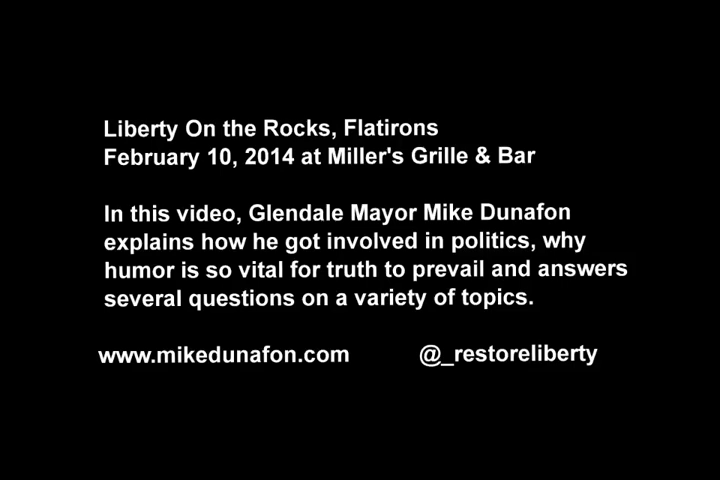 Liberty On the Rocks, Flatirons
February 10, 2014 at Miller's Grille & Bar
In this video, Glendale Mayor Mike Dunafon
explains how he got involved in politics, why
humor is so vital for truth to prevail and answers
several questions on a variety of topics.
www.mikedunafon.com @_restoreliberty